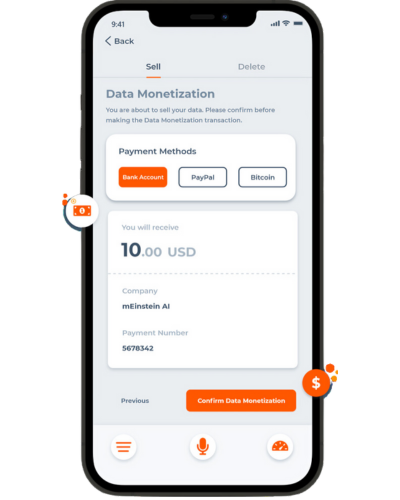 9:41
Back
Sell Delete
Data Monetization
You are about to sell your data. Please confirm before
making the Data Monetization transaction.
Payment Methods
Bank Account PayPal Bitcoin
You will receive
10.00 USD
Company
mEinstein AI
Payment Number
5678342
Previous Confirm Data Monetization
$